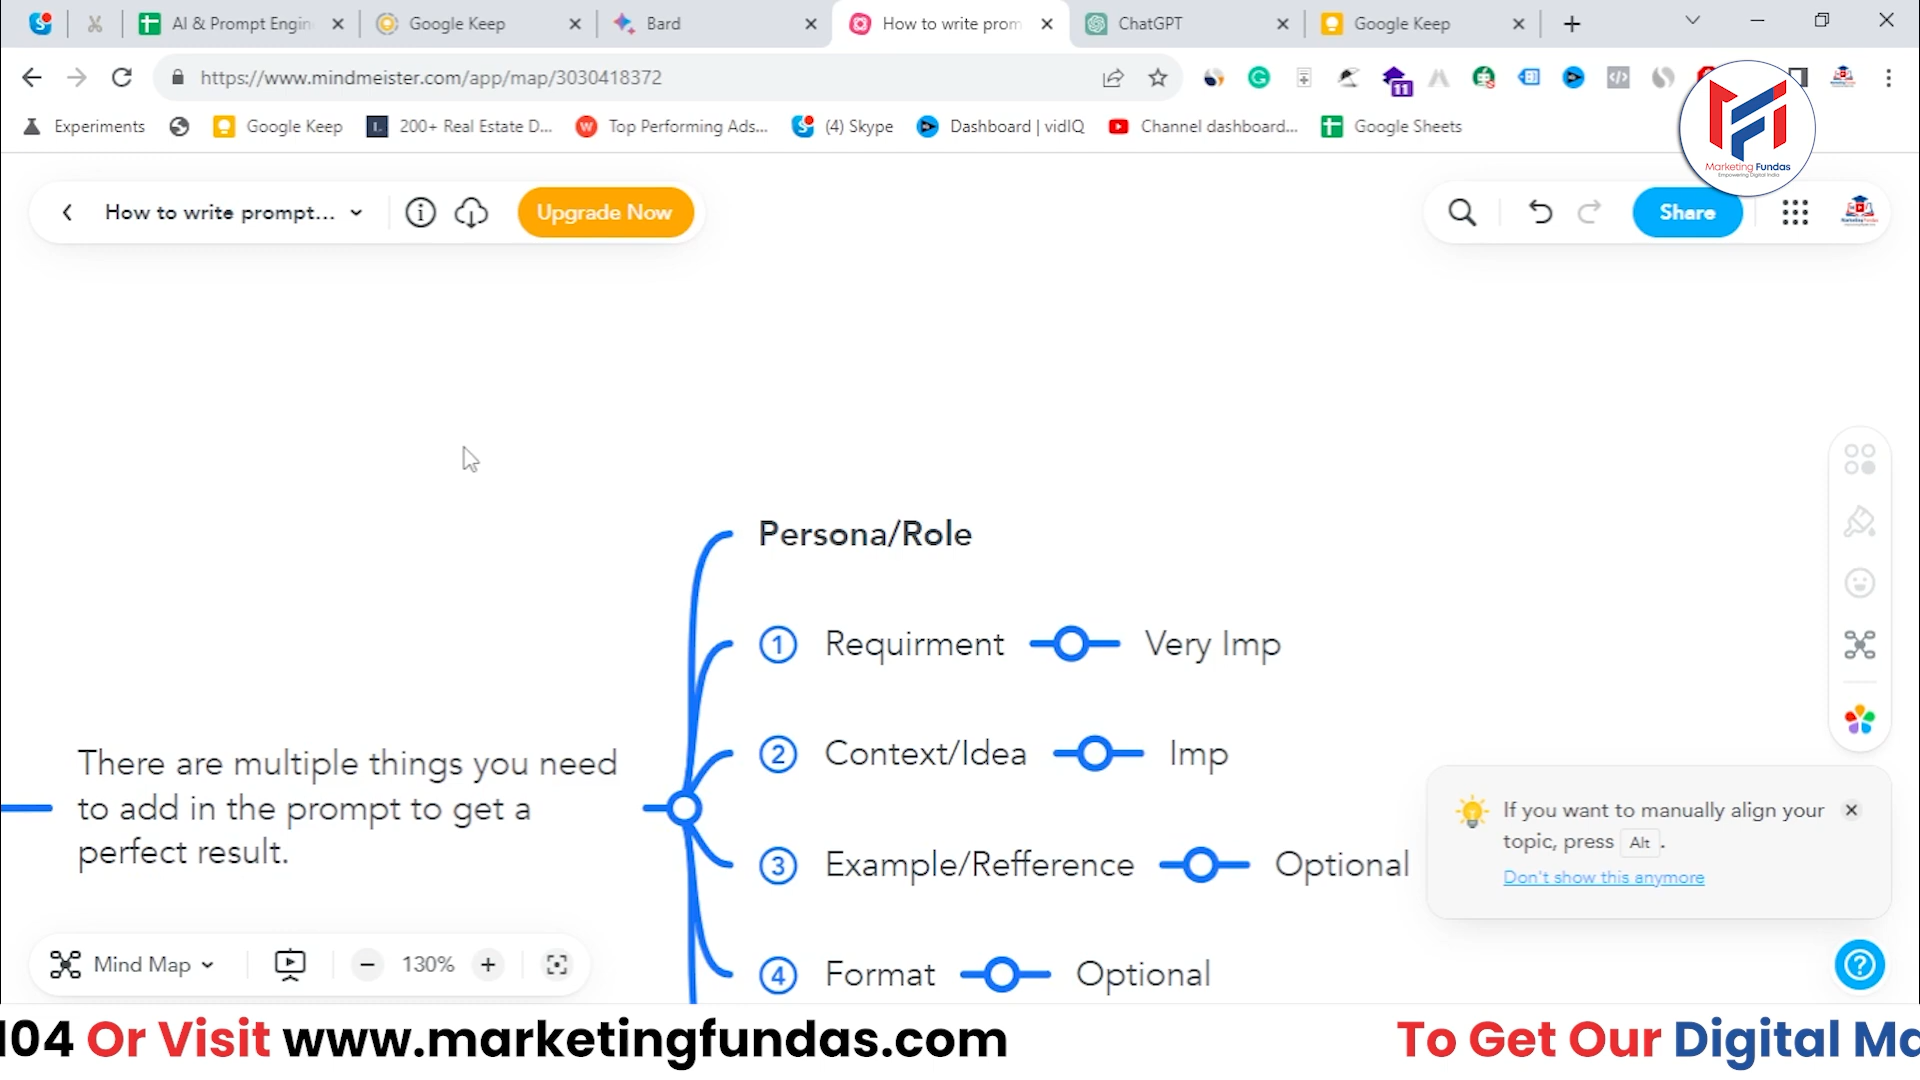 AI & Prompt Engin
Google Keep
Bard
How to write prom
ChatGPT
Google Keep
https://www.mindmeister.com/app/map/3030418372
11
Experiments
Google Keep
200+ Real Estate D...
Top Performing Ads...
(4) Skype
Dashboard | vidIQ
Channel dashboard...
Google Sheets
Marketing Fundas
Empowering Digital India
How to write prompt...
Upgrade Now
Share
Persona/Role
1 Requirment Very Imp
2 Context/Idea Imp
There are multiple things you need
to add in the prompt to get a
perfect result.
3 Example/Refference Optional
4 Format Optional
If you want to manually align your
topic, press Alt .
Don't show this anymore
Mind Map
130%
104 Or Visit www.marketingfundas.com
To Get Our Digital Ma